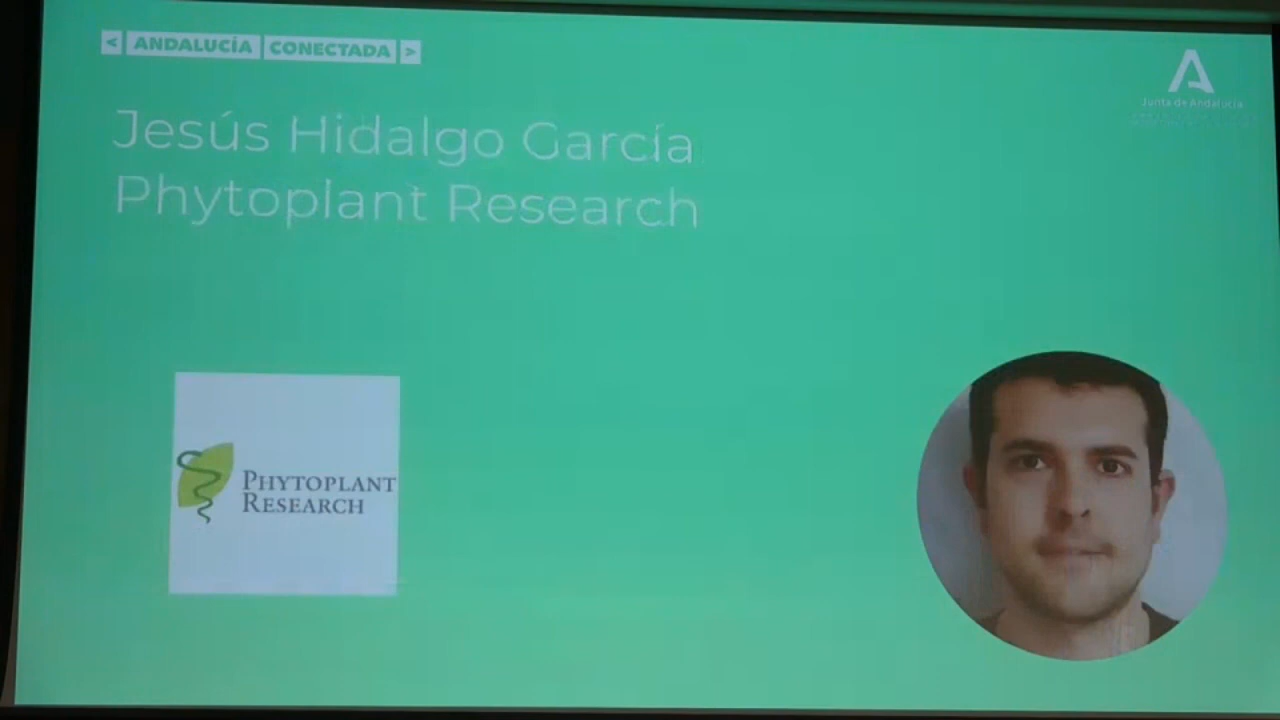 < ANDALUCÍA CONECTADA >
Junta de Andalucía
Jesús Hidalgo García
Phytoplant Research
PHYTOPLANT
RESEARCH